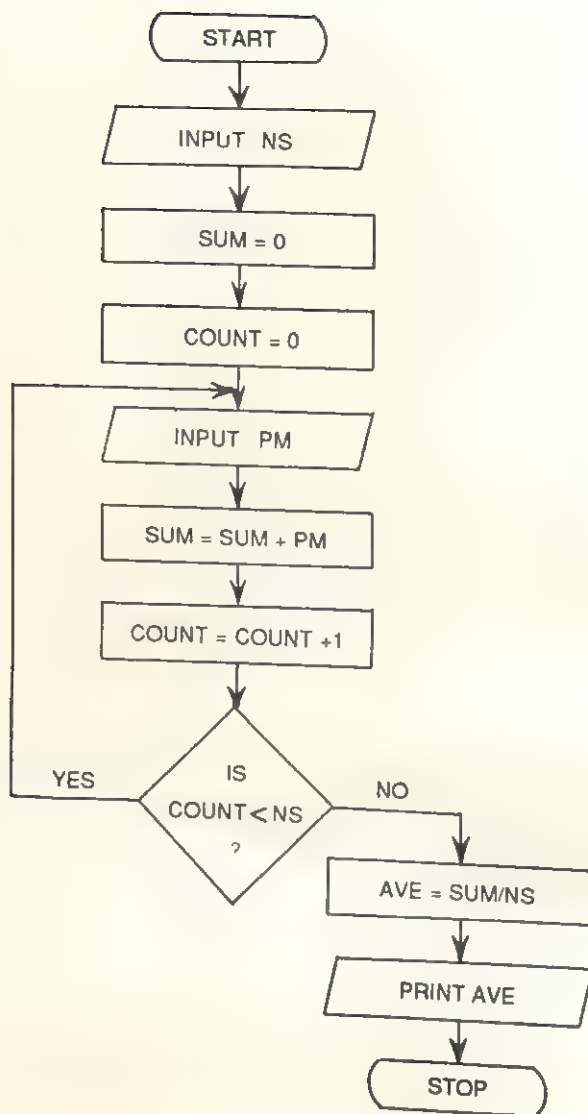 START
INPUT NS
SUM = 0
COUNT = 0
INPUT PM
SUM = SUM + PM
COUNT = COUNT +1
IS
COUNT < NS
?
YES
NO
AVE = SUM/NS
PRINT AVE
STOP